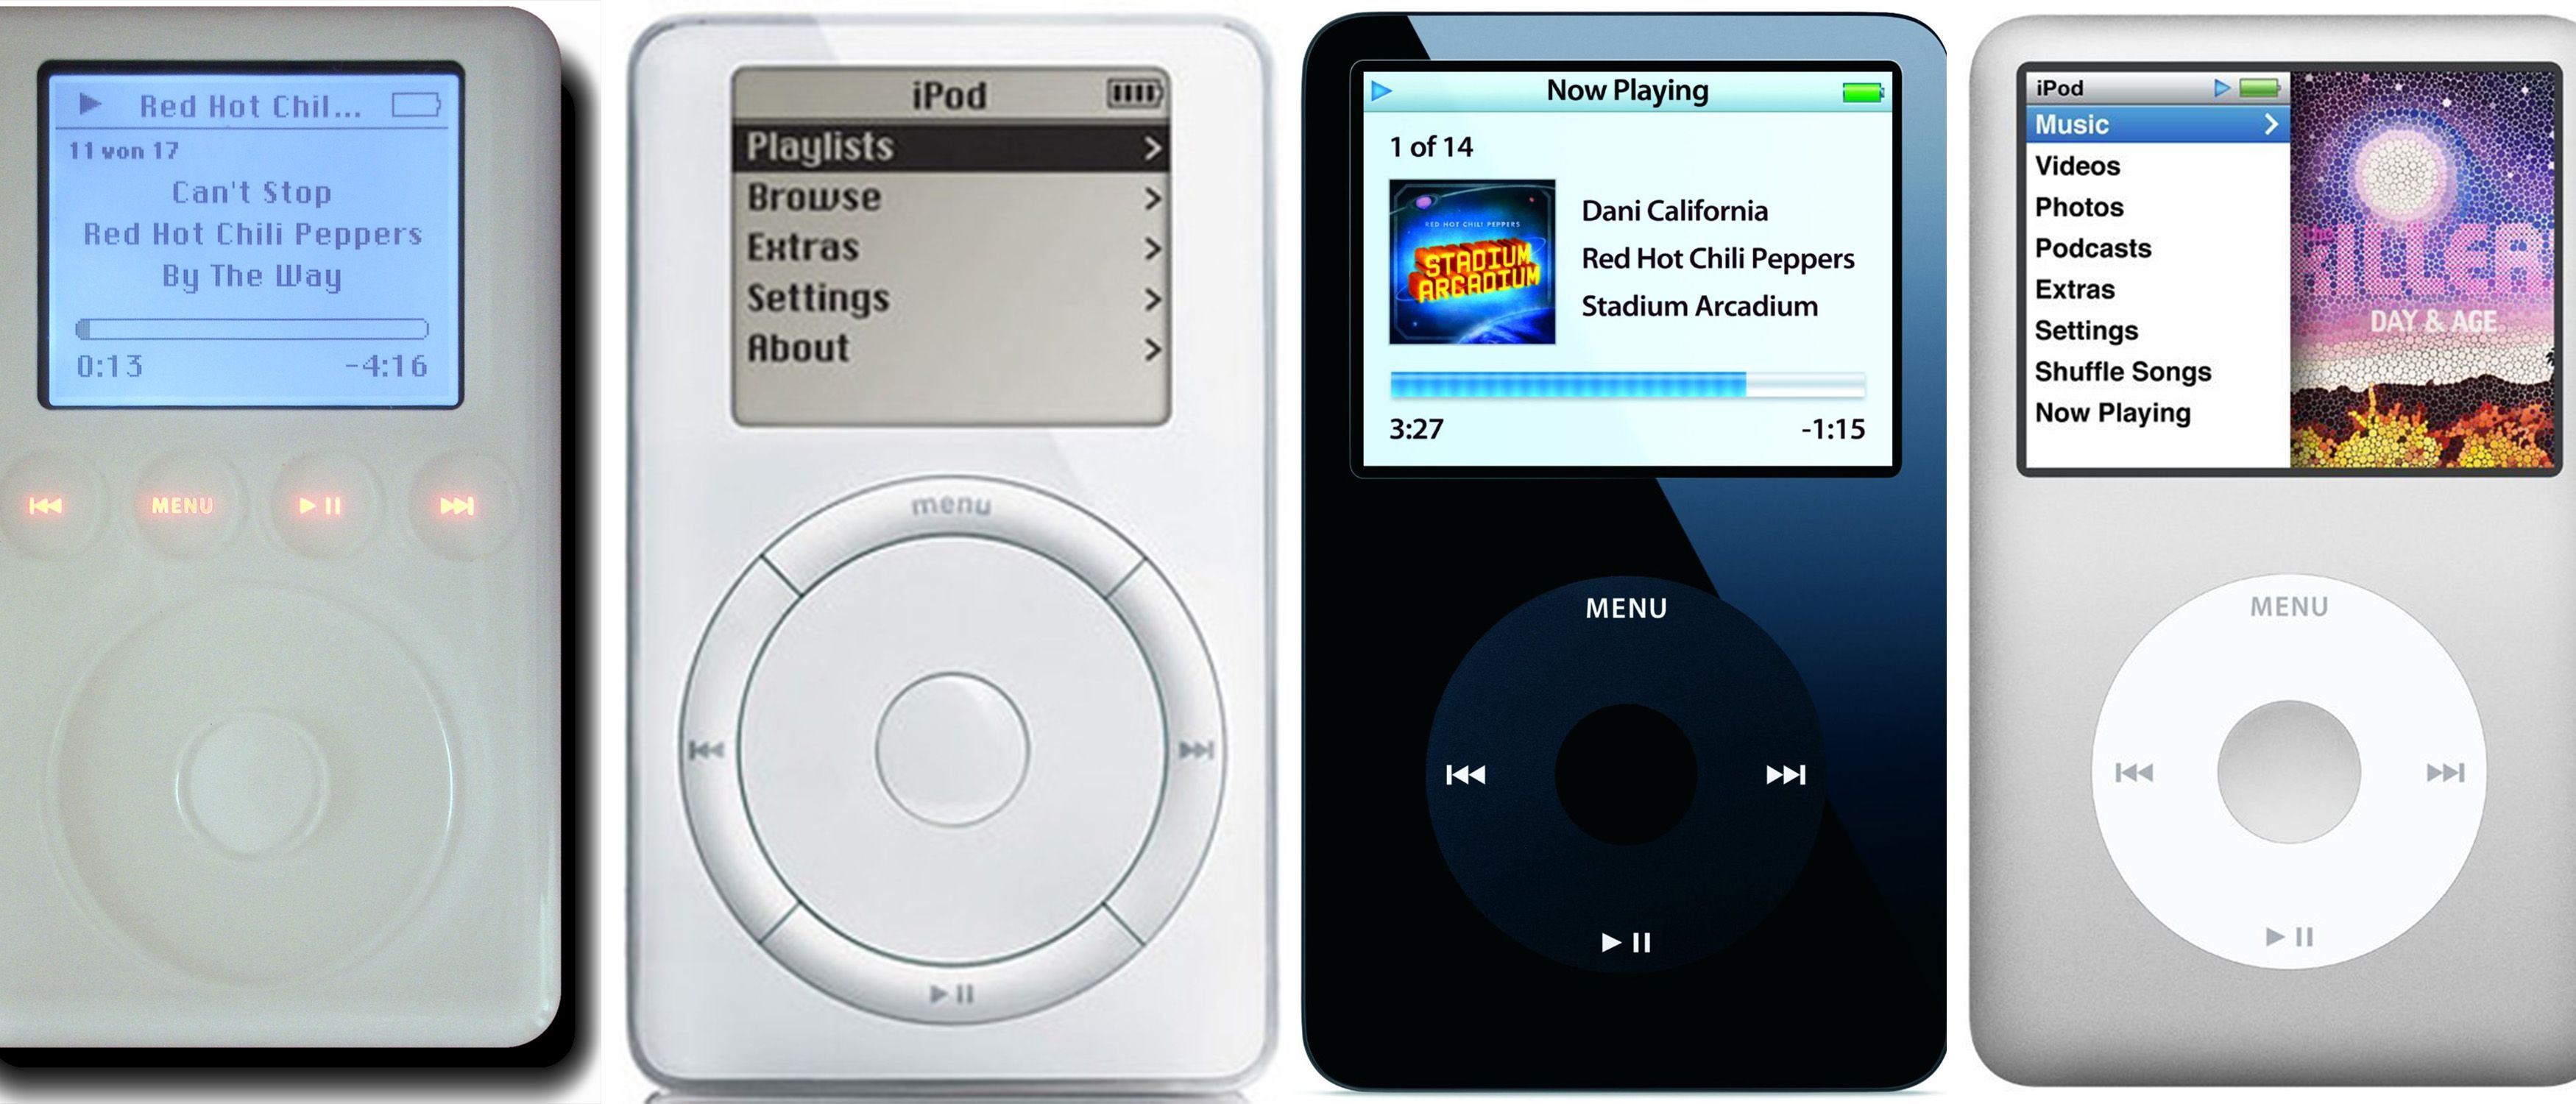 Red Hot Chil...
11 von 17
Can't Stop
Red Hot Chili Peppers
By The Way
0:13 -4:16
MENU
iPod
Playlists
Browse
Extras
Settings
About
menu
Now Playing
1 of 14
RED HOT CHILI PEPPERS
STADIUM
ARCADIUM
Dani California
Red Hot Chili Peppers
Stadium Arcadium
3:27 -1:15
MENU
iPod
Music
Videos
Photos
Podcasts
Extras
Settings
Shuffle Songs
Now Playing
KILLER
DAY & AGE
MENU